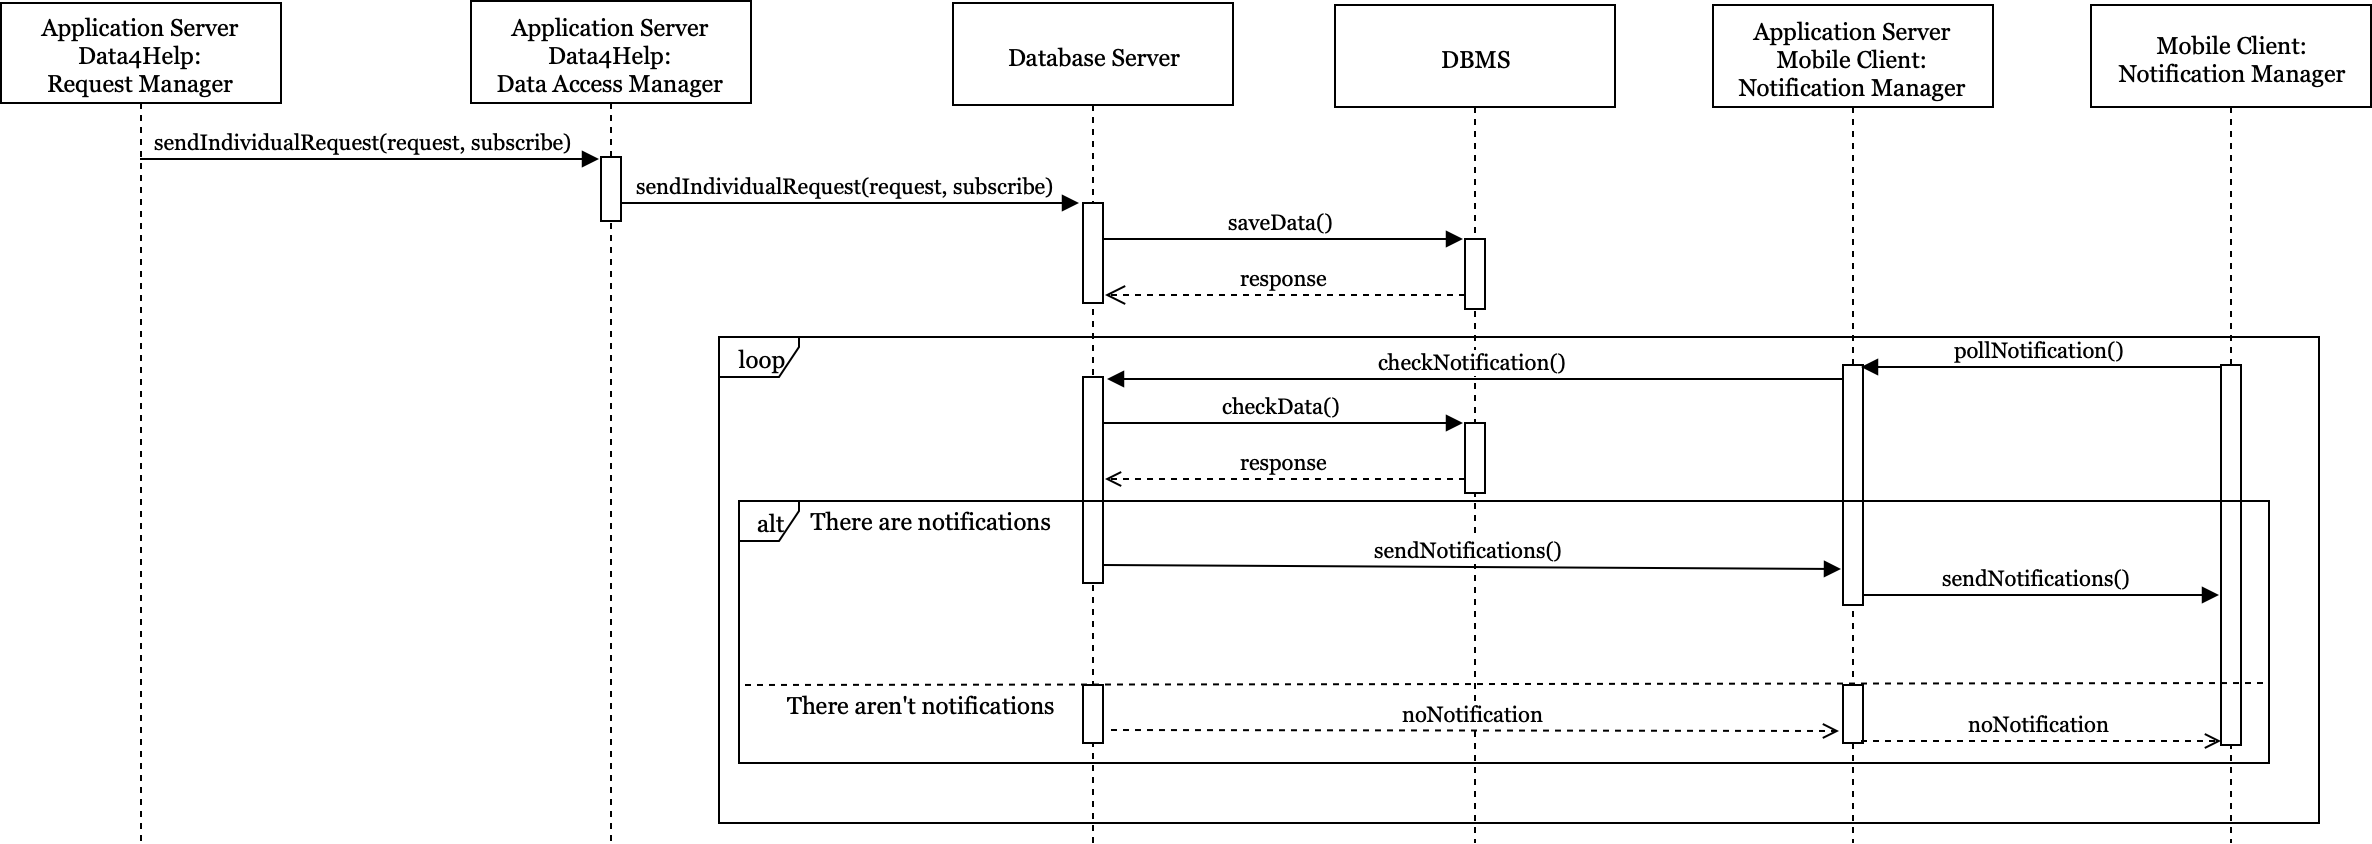 Application Server
Data4Help:
Request Manager
Application Server
Data4Help:
Data Access Manager
Database Server
DBMS
Application Server
Mobile Client:
Notification Manager
Mobile Client:
Notification Manager
sendIndividualRequest(request, subscribe)
sendIndividualRequest(request, subscribe)
saveData()
response
loop
pollNotification()
checkNotification()
checkData()
response
alt
There are notifications
sendNotifications()
sendNotifications()
There aren't notifications
noNotification
noNotification